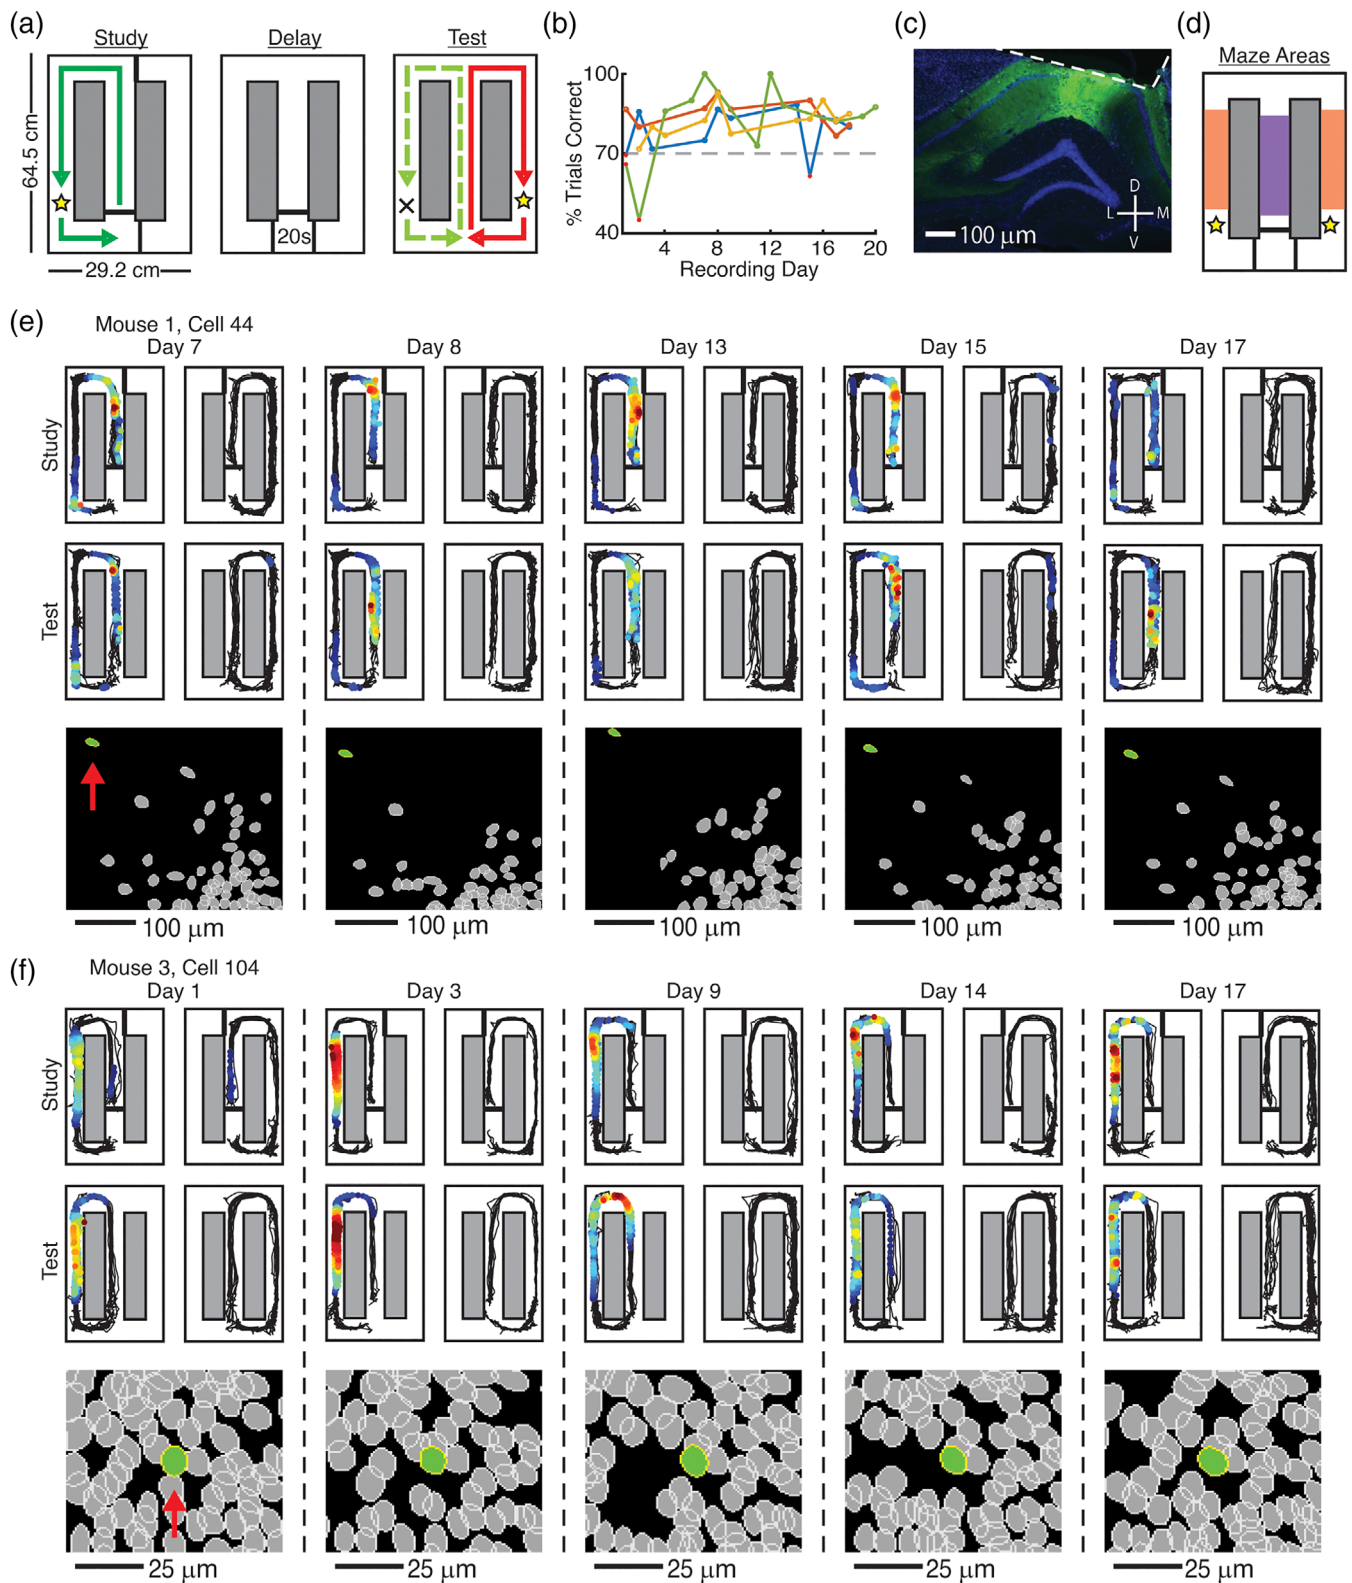 (a)
Study
Delay
Test
64.5 cm
20s
29.2 cm
(b)
% Trials Correct
100
70
40
4
8
12
16
20
Recording Day
(c)
100 µm
D
L
M
V
(d)
Maze Areas
(e)
Mouse 1, Cell 44
Day 7
Day 8
Day 13
Day 15
Day 17
Study
Test
100 µm
100 µm
100 µm
100 µm
100 µm
(f)
Mouse 3, Cell 104
Day 1
Day 3
Day 9
Day 14
Day 17
Study
Test
25 µm
25 µm
25 µm
25 µm
25 µm